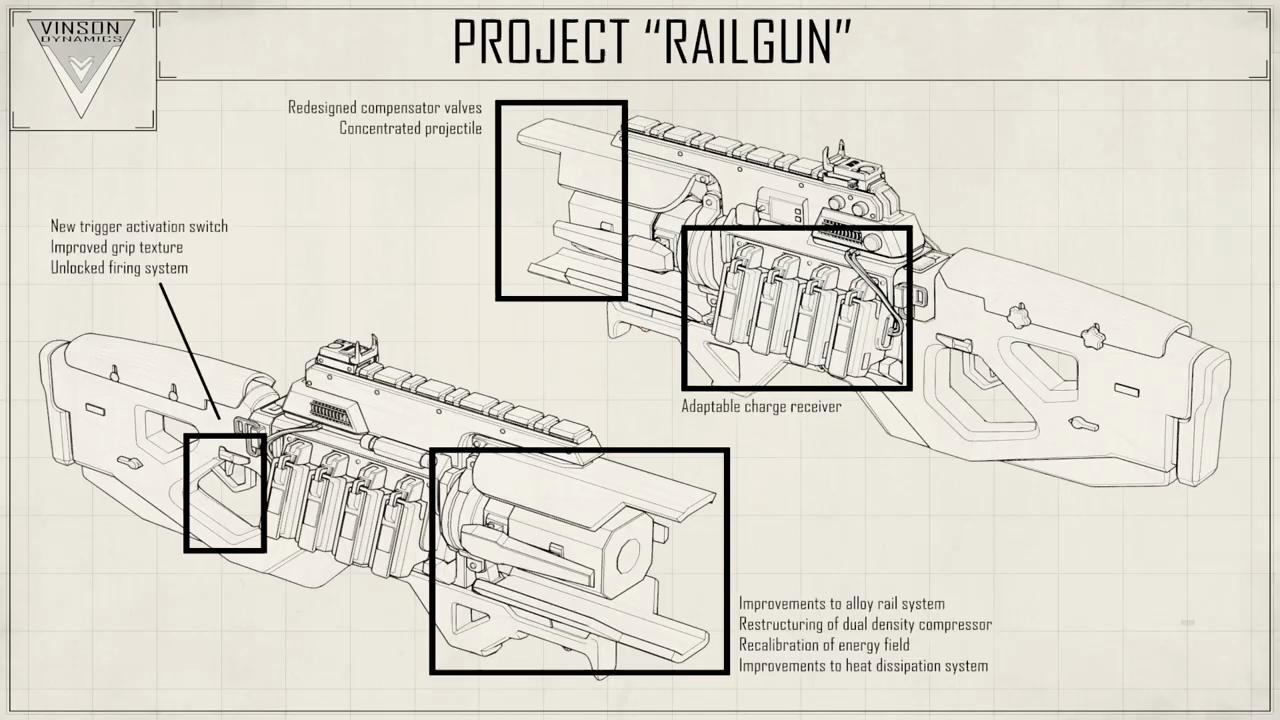 VINSON
DYNAMICS
PROJECT “RAILGUN”
Redesigned compensator valves
Concentrated projectile
New trigger activation switch
Improved grip texture
Unlocked firing system
Adaptable charge receiver
Improvements to alloy rail system
Restructuring of dual density compressor
Recalibration of energy field
Improvements to heat dissipation system